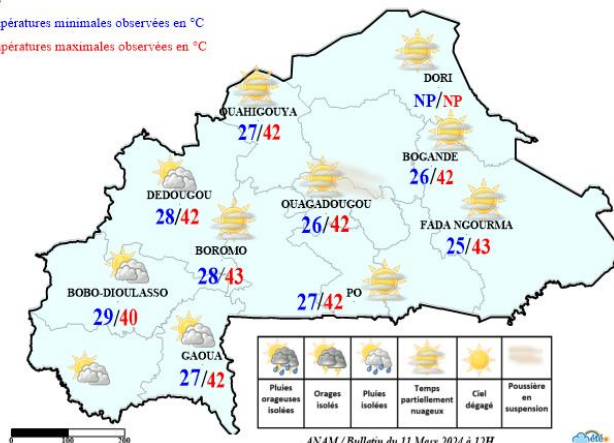 pératures minimales observées en °C
pératures maximales observées en °C
DORI
NP/NP
OUAHIGOUYA
27/42
BOGANDE
26/42
DEDOUGOU
28/42
OUAGADOUGOU
26/42
FADA NGOURMA
25/43
BOROMO
28/43
BOBO-DIOULASSO
29/40
PO
27/42
GAOUA
27/42
Pluies orageuses isolées
Orages isolés
Pluies isolées
Temps partiellement nuageux
Ciel dégagé
Poussière en suspension
0 100 200
ANAM / Bulletin du 11 Mars 2024 à 12H